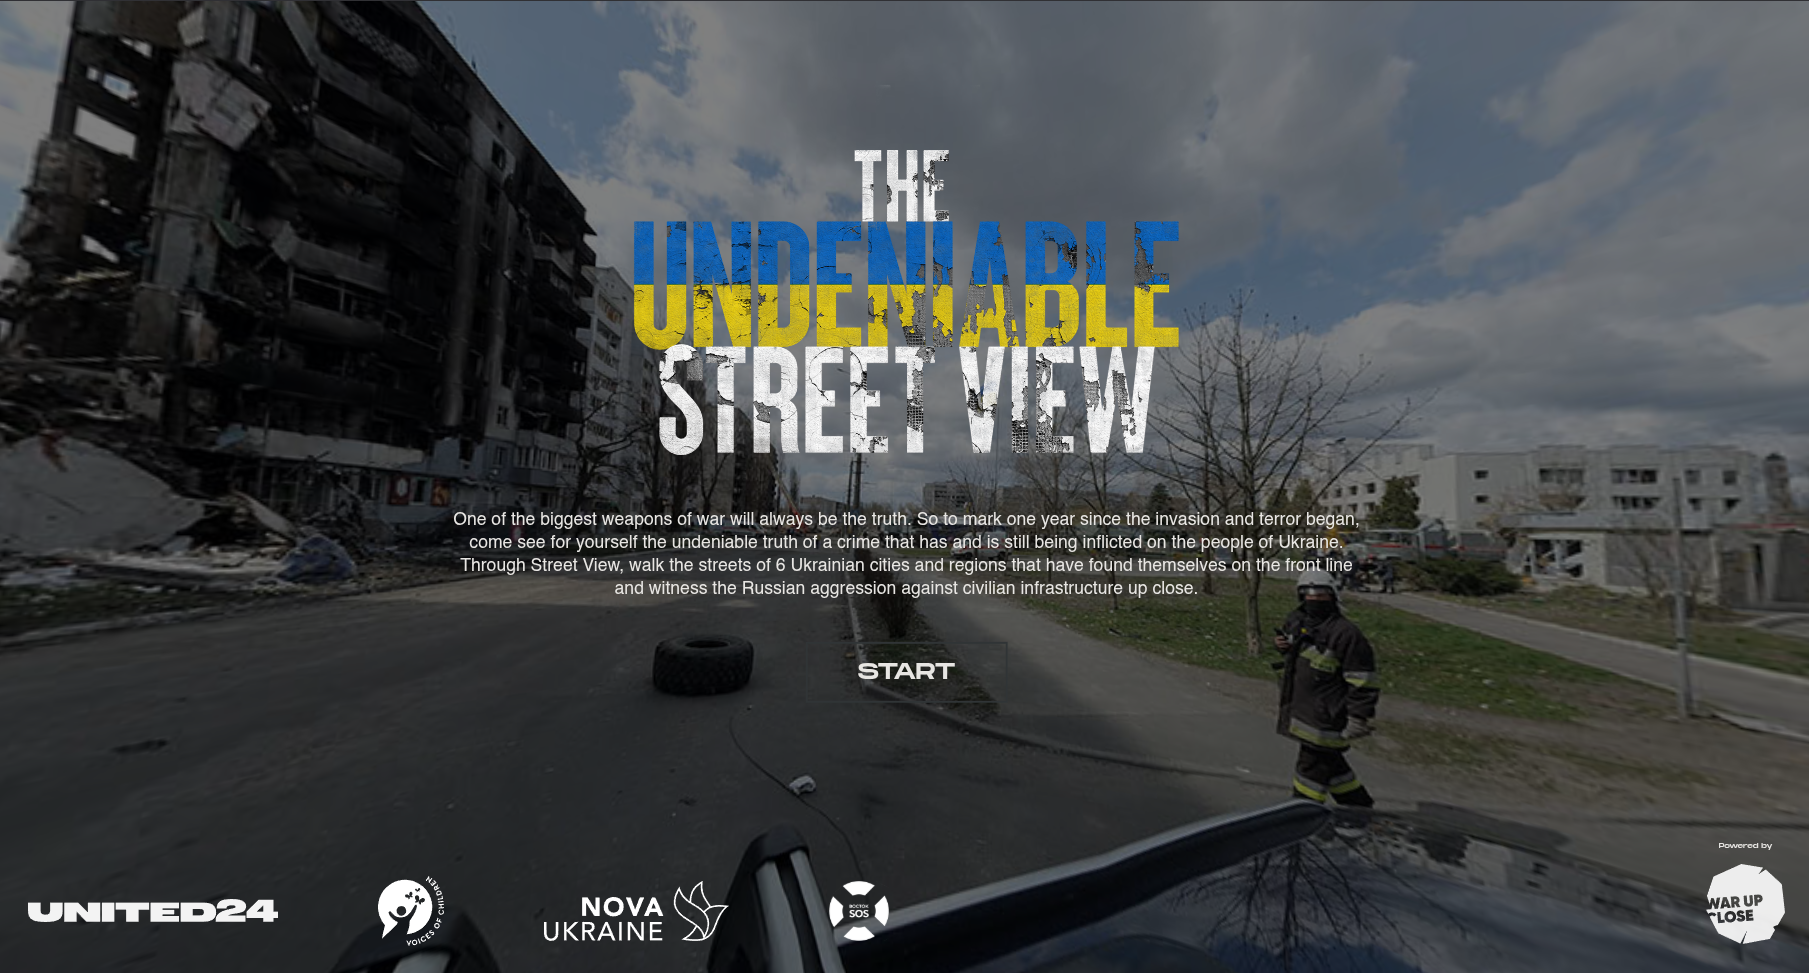 THE
UNDENIABLE
STREET VIEW
One of the biggest weapons of war will always be the truth. So to mark one year since the invasion and terror began,
come see for yourself the undeniable truth of a crime that has and is still being inflicted on the people of Ukraine.
Through Street View, walk the streets of 6 Ukrainian cities and regions that have found themselves on the front line
and witness the Russian aggression against civilian infrastructure up close.
START
Powered by
UNITED24
VOICES OF CHILDREN
NOVA
UKRAINE
ВОСТОК
SOS
WAR UP
CLOSE